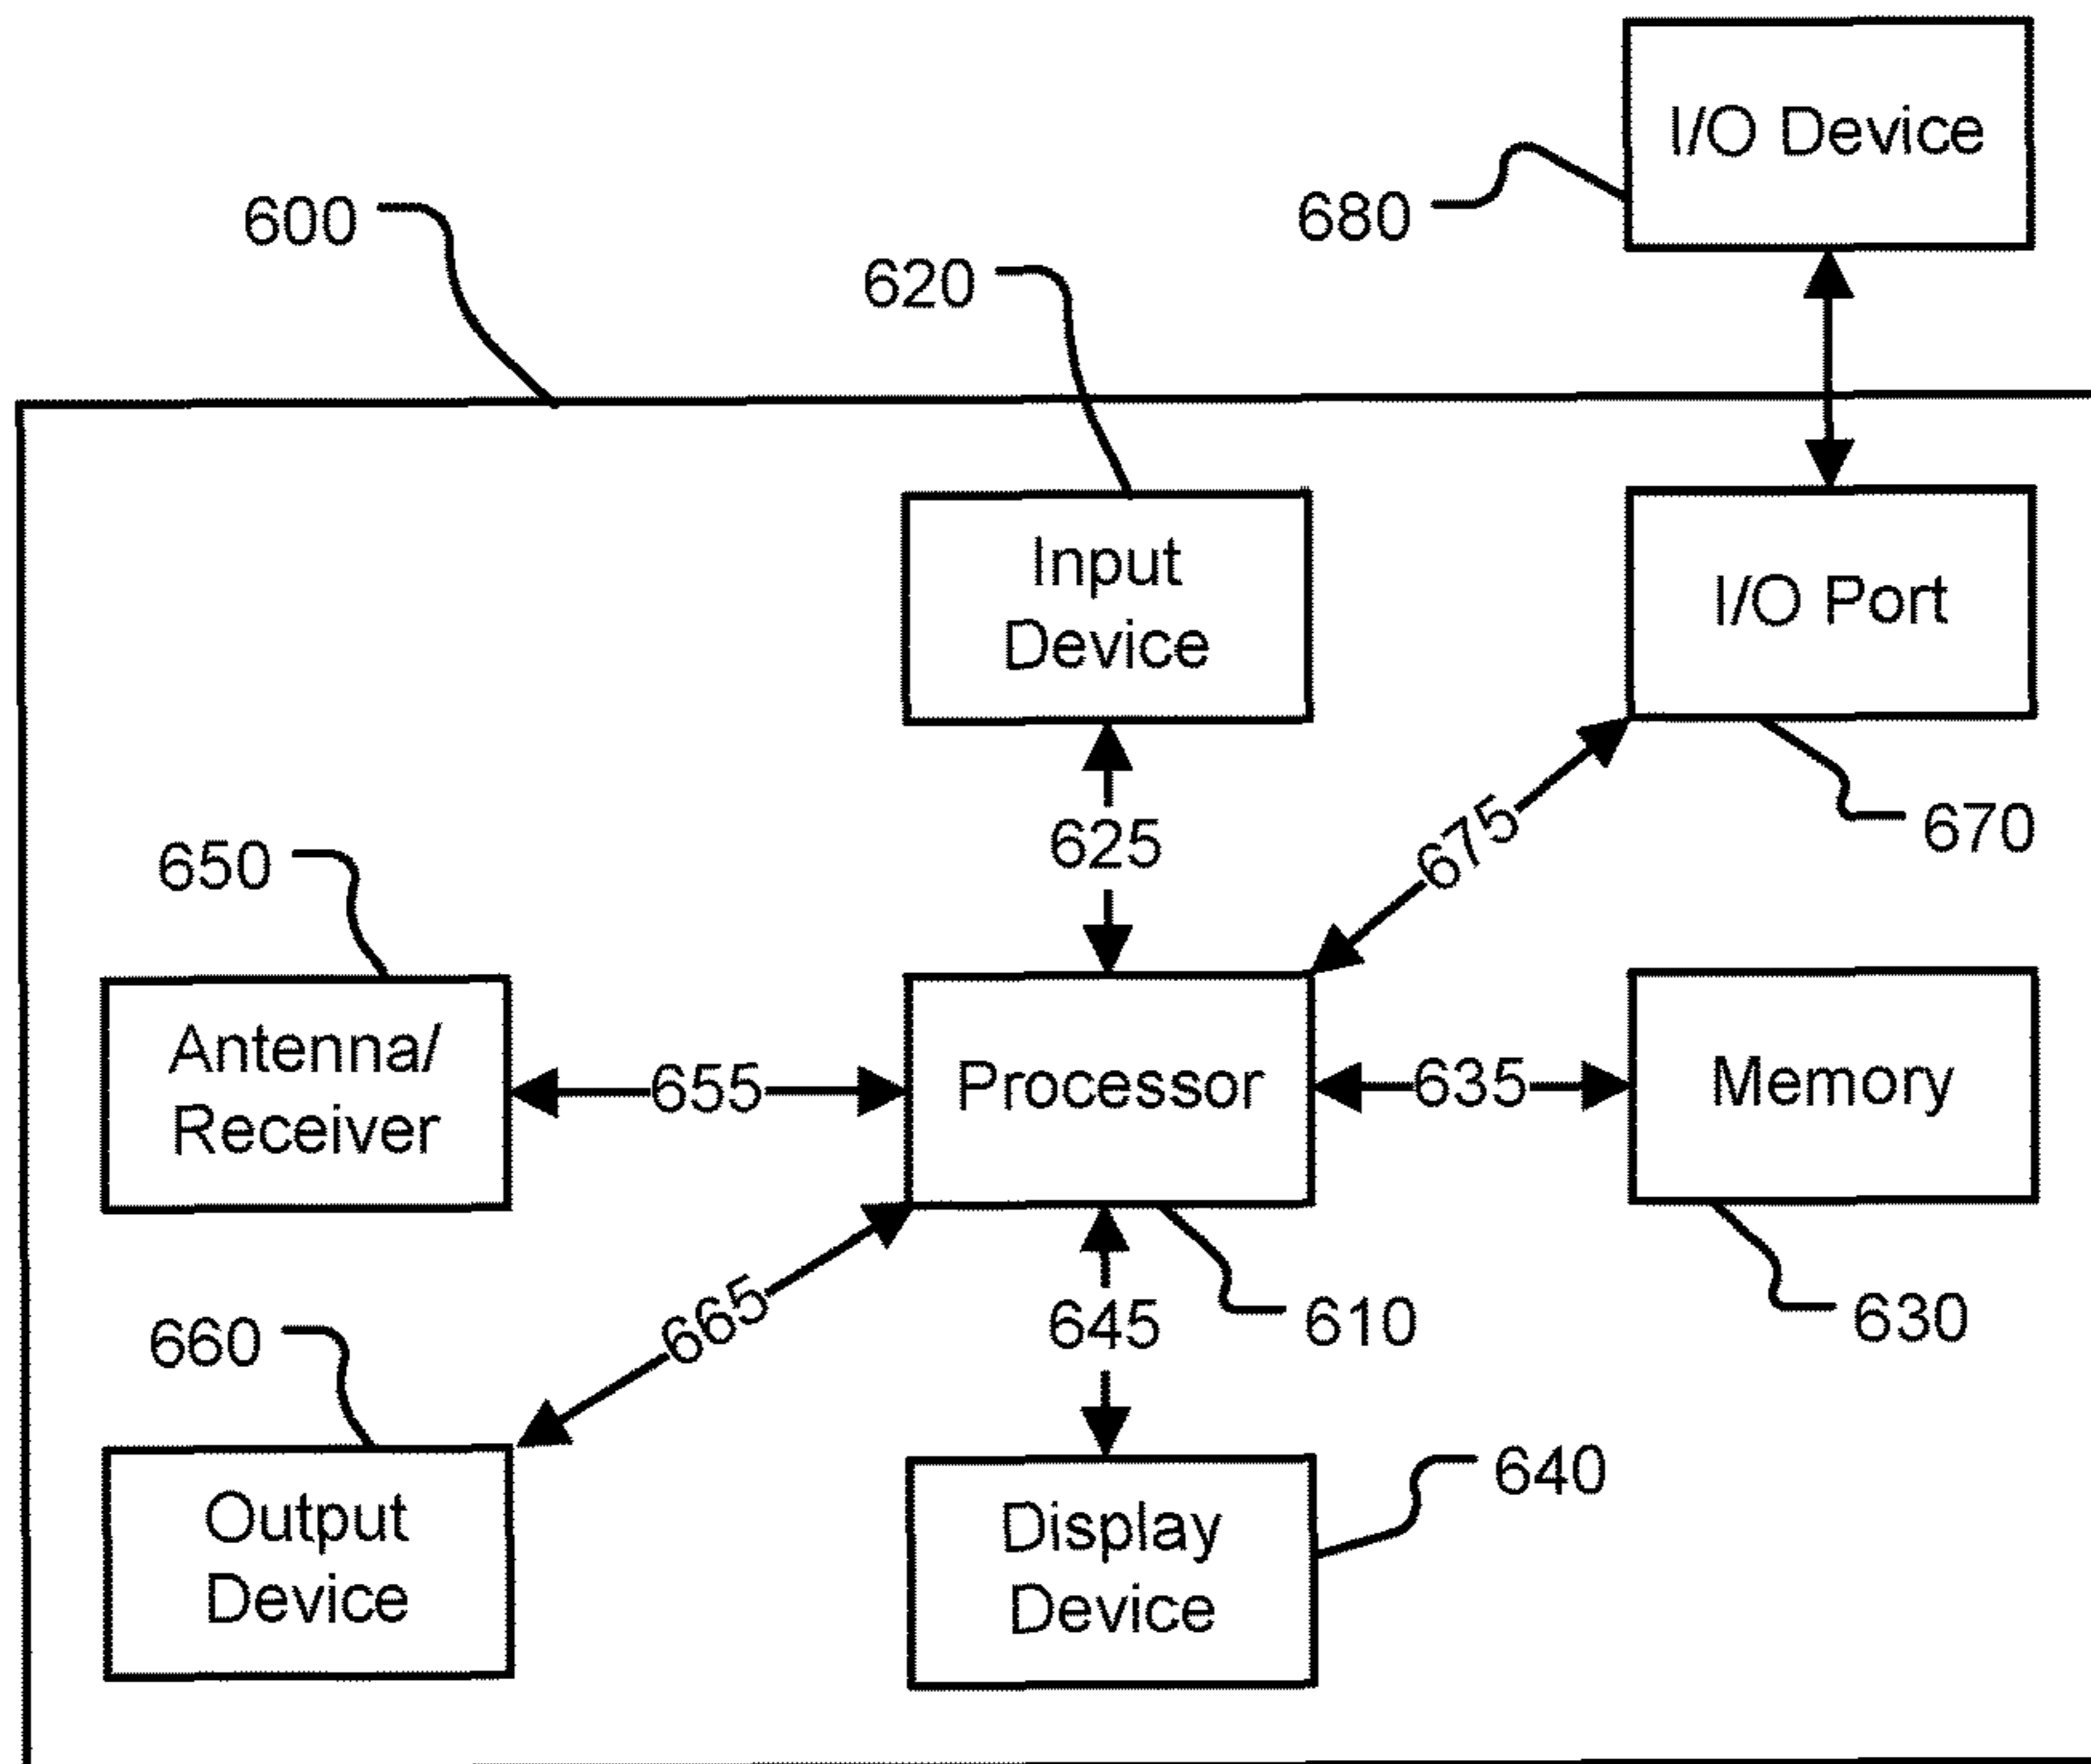 I/O Device
680
600
620
Input
Device
I/O Port
625
675
670
650
Antenna/
Receiver
655
Processor
635
Memory
665
645
610
630
660
Output
Device
Display
Device
640